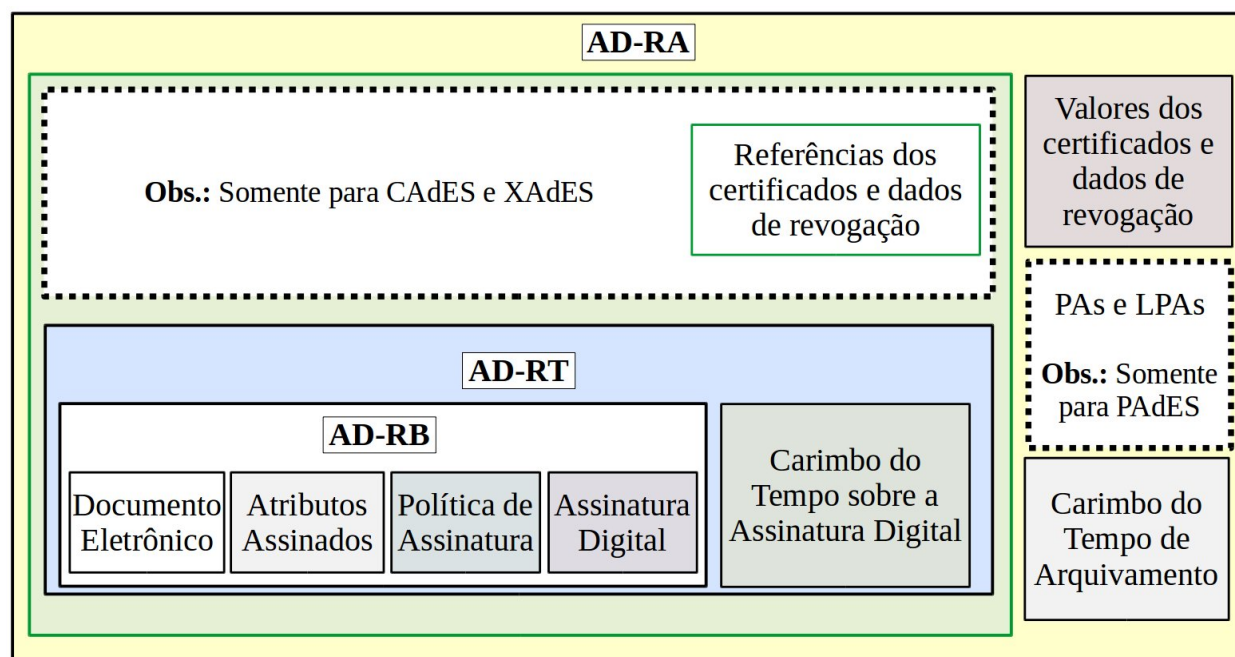 AD-RA
Obs.: Somente para CAdES e XAdES
Referências dos
certificados e dados
de revogação
Valores dos
certificados e
dados de
revogação
PAs e LPAs
Obs.: Somente
para PAdES
AD-RT
AD-RB
Documento
Eletrônico
Atributos
Assinados
Política de
Assinatura
Assinatura
Digital
Carimbo do
Tempo sobre a
Assinatura Digital
Carimbo do
Tempo de
Arquivamento